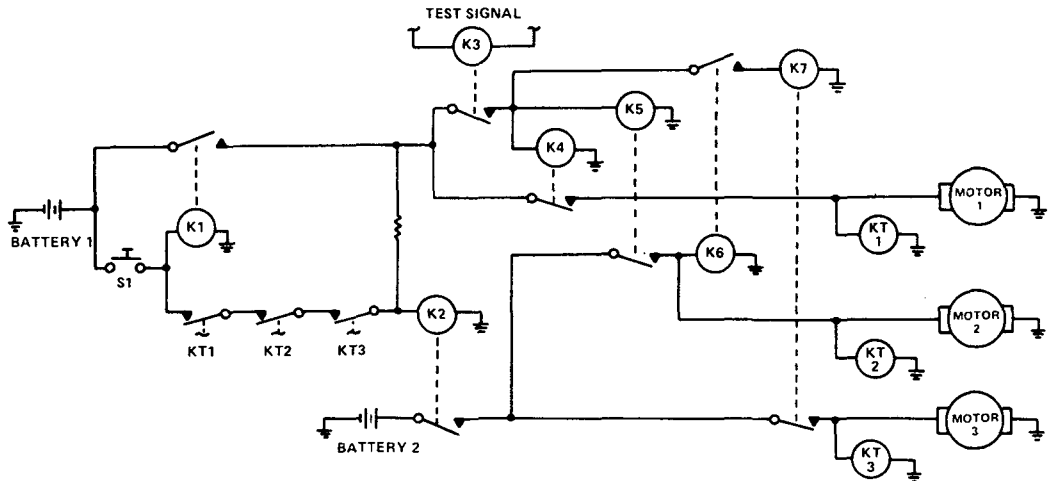 TEST SIGNAL
K3
K7
K5
K4
MOTOR
1
KT
1
K1
BATTERY 1
S1
K6
K2
KT1
KT2
KT3
MOTOR
2
KT
2
BATTERY 2
MOTOR
3
KT
3